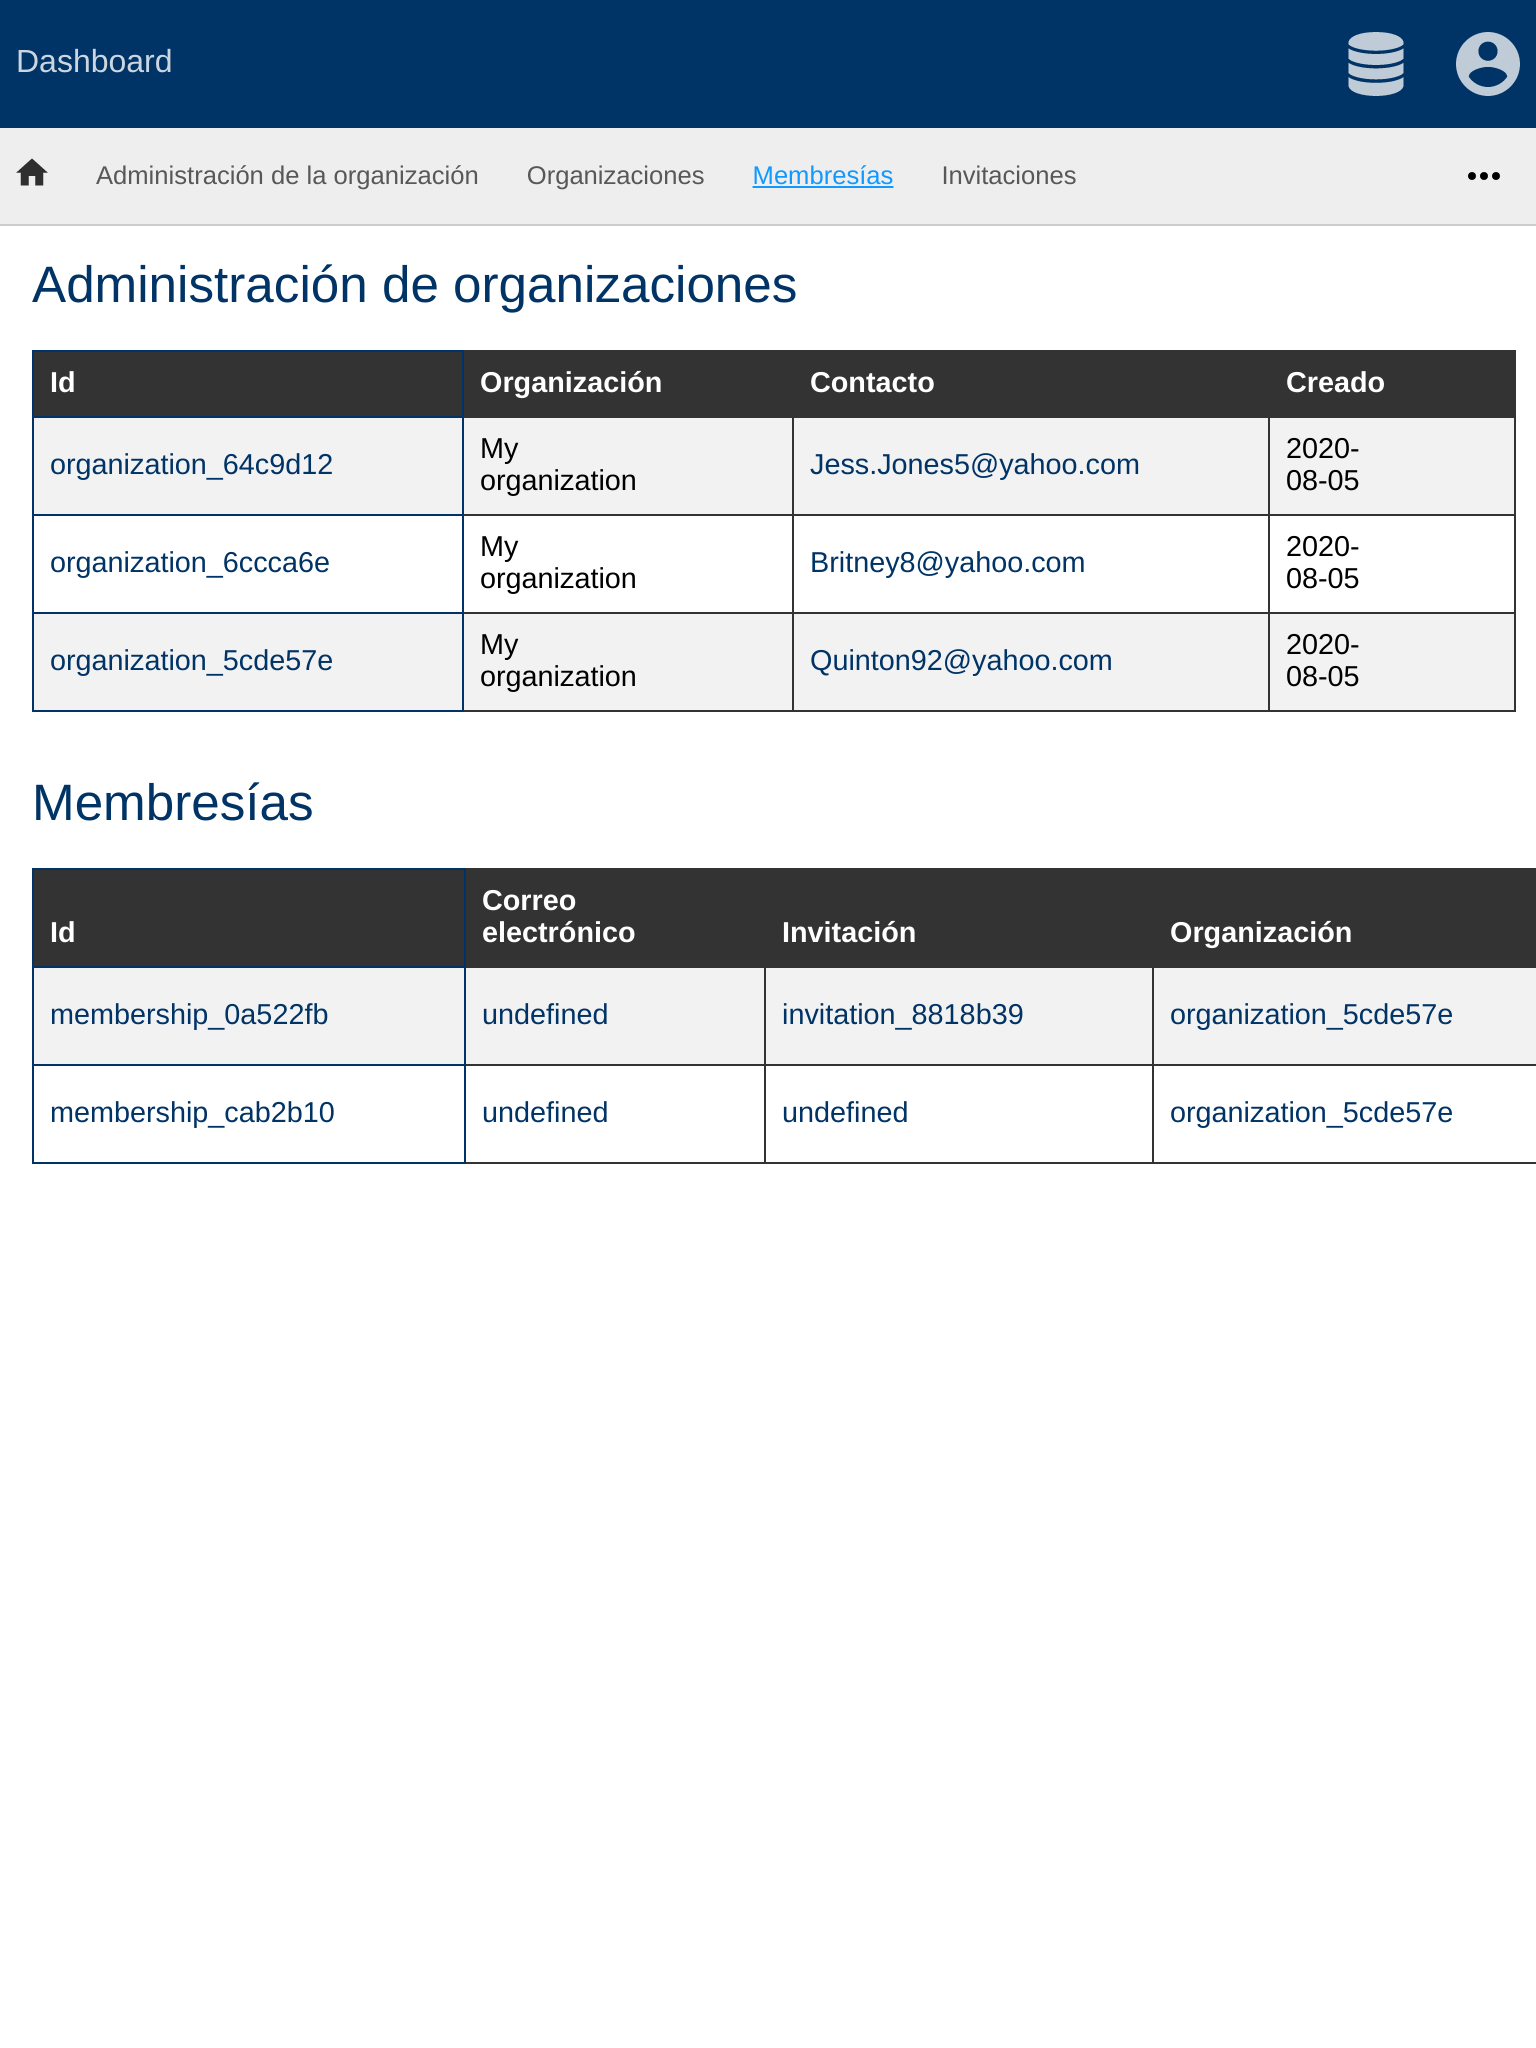 Dashboard
Administración de la organización Organizaciones Membresías Invitaciones
Administración de organizaciones
Id Organización Contacto Creado
organization_64c9d12 My organization Jess.Jones5@yahoo.com 2020-08-05
organization_6ccca6e My organization Britney8@yahoo.com 2020-08-05
organization_5cde57e My organization Quinton92@yahoo.com 2020-08-05
Membresías
Id Correo electrónico Invitación Organización
membership_0a522fb undefined invitation_8818b39 organization_5cde57e
membership_cab2b10 undefined undefined organization_5cde57e